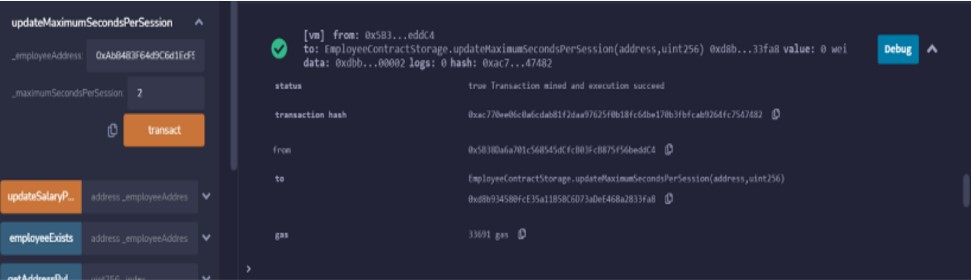 updateMaximumSecondsPerSession
_employeeAddress: 0xAb8483F64d9C6d1EcF9
_maximumSecondsPerSession: 2
transact
updateSalaryP... address _employeeAddres
employeeExists address _employeeAddres
getAddressByI... uint256 _index
[vm] from: 0x5B3...eddC4
to: EmployeeContractStorage.updateMaximumSecondsPerSession(address,uint256) 0xd8b...33fa8 value: 0 wei
data: 0xdbb...00002 logs: 0 hash: 0xac7...47482
Debug
status true Transaction mined and execution succeed
transaction hash
from 0x5B38Da6a701c568545dCfcB03FcB875f56beddC4
to EmployeeContractStorage.updateMaximumSecondsPerSession(address,uint256)
0xd8b934580fcE35a11B58C6D73aDeE468a2833fa8
gas 33691 gas
>